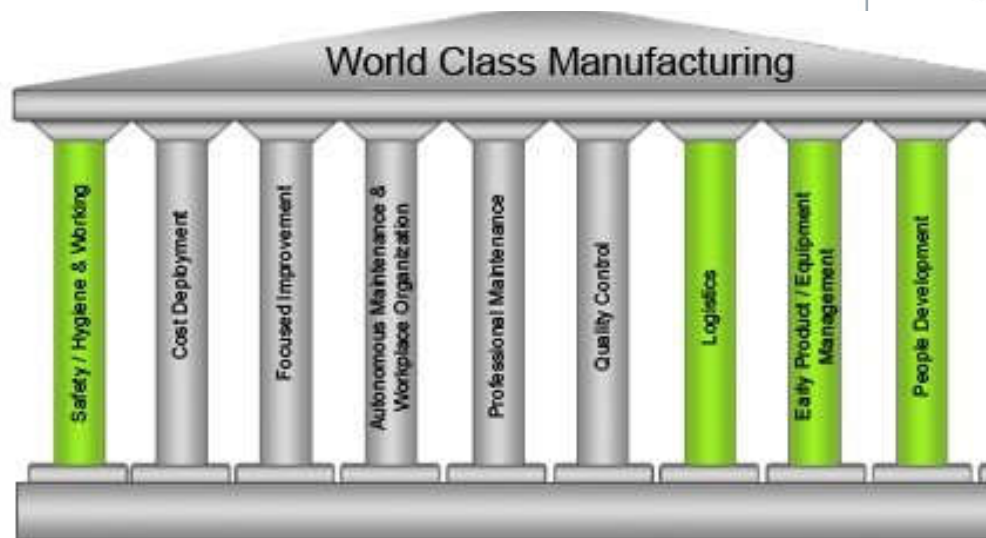 World Class Manufacturing
Safety / Hygiene & Working
Cost Deployment
Focused Improvement
Autonomous Maintenance &
Workplace Organization
Professional Maintenance
Quality Control
Logistics
Early Product / Equipment
Management
People Development